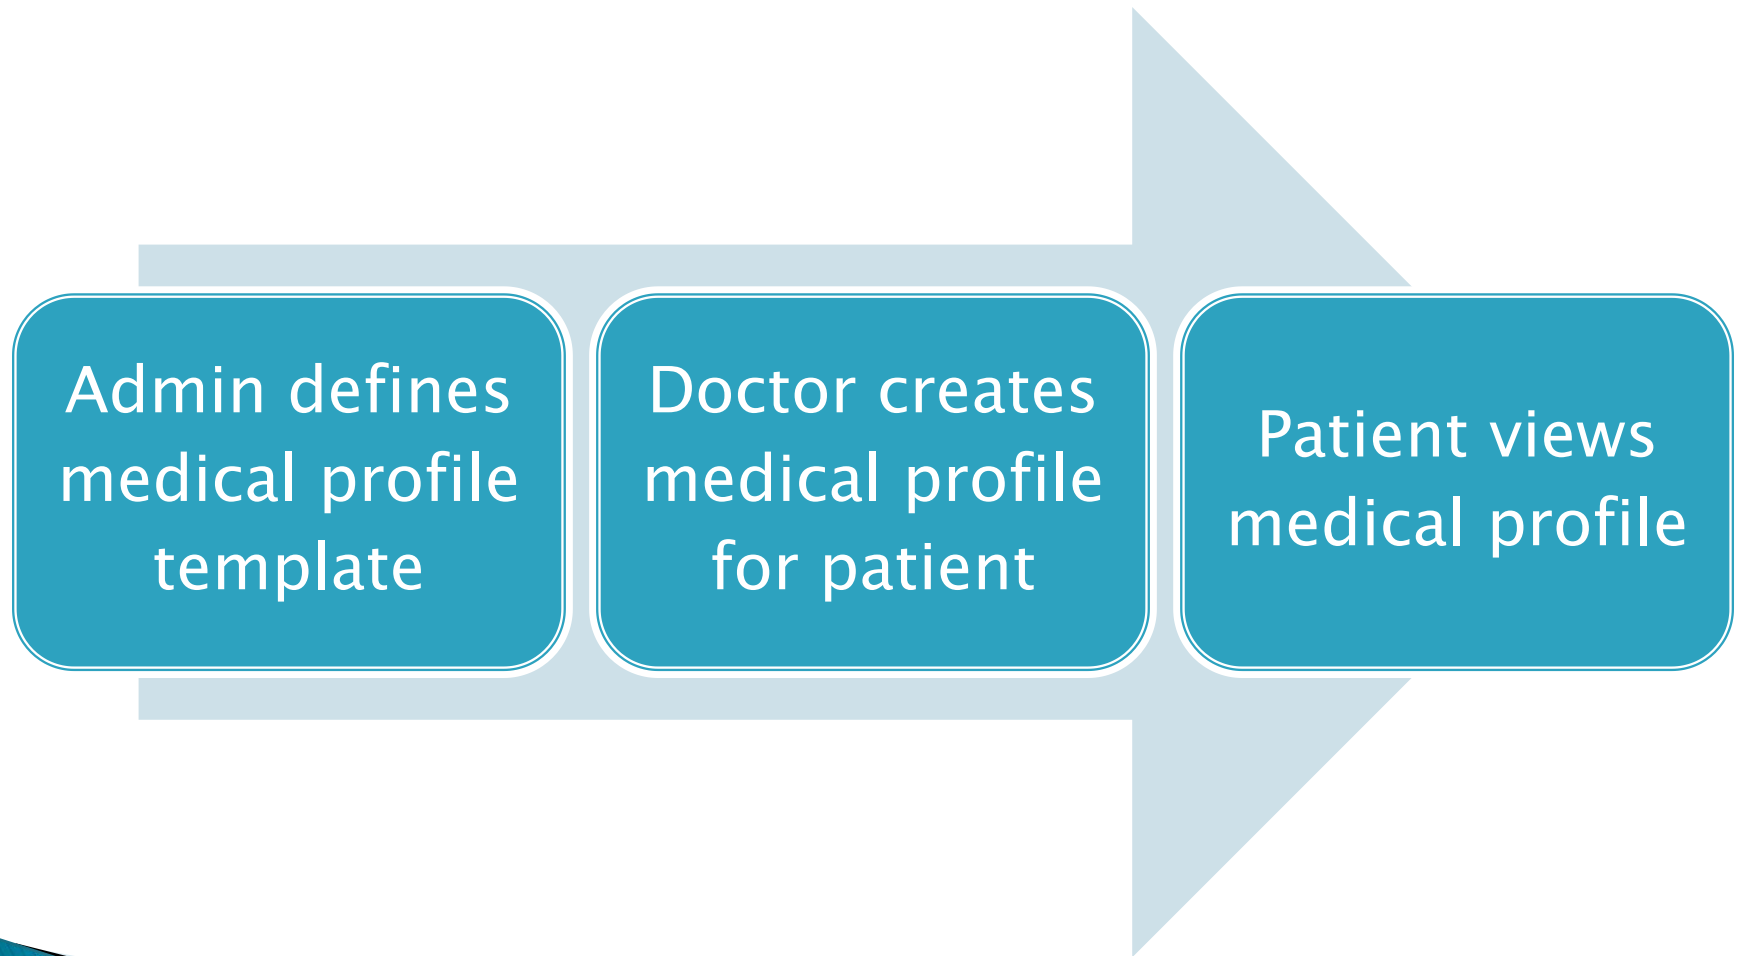 Admin defines
medical profile
template
Doctor creates
medical profile
for patient
Patient views
medical profile